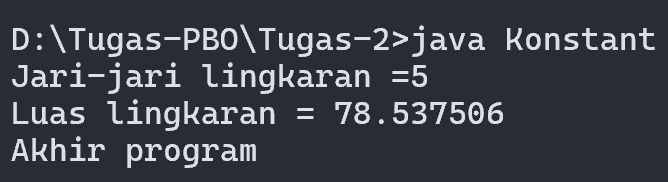 D:\Tugas-PBO\Tugas-2>java Konstant
Jari-jari lingkaran =5
Luas lingkaran = 78.537506
Akhir program